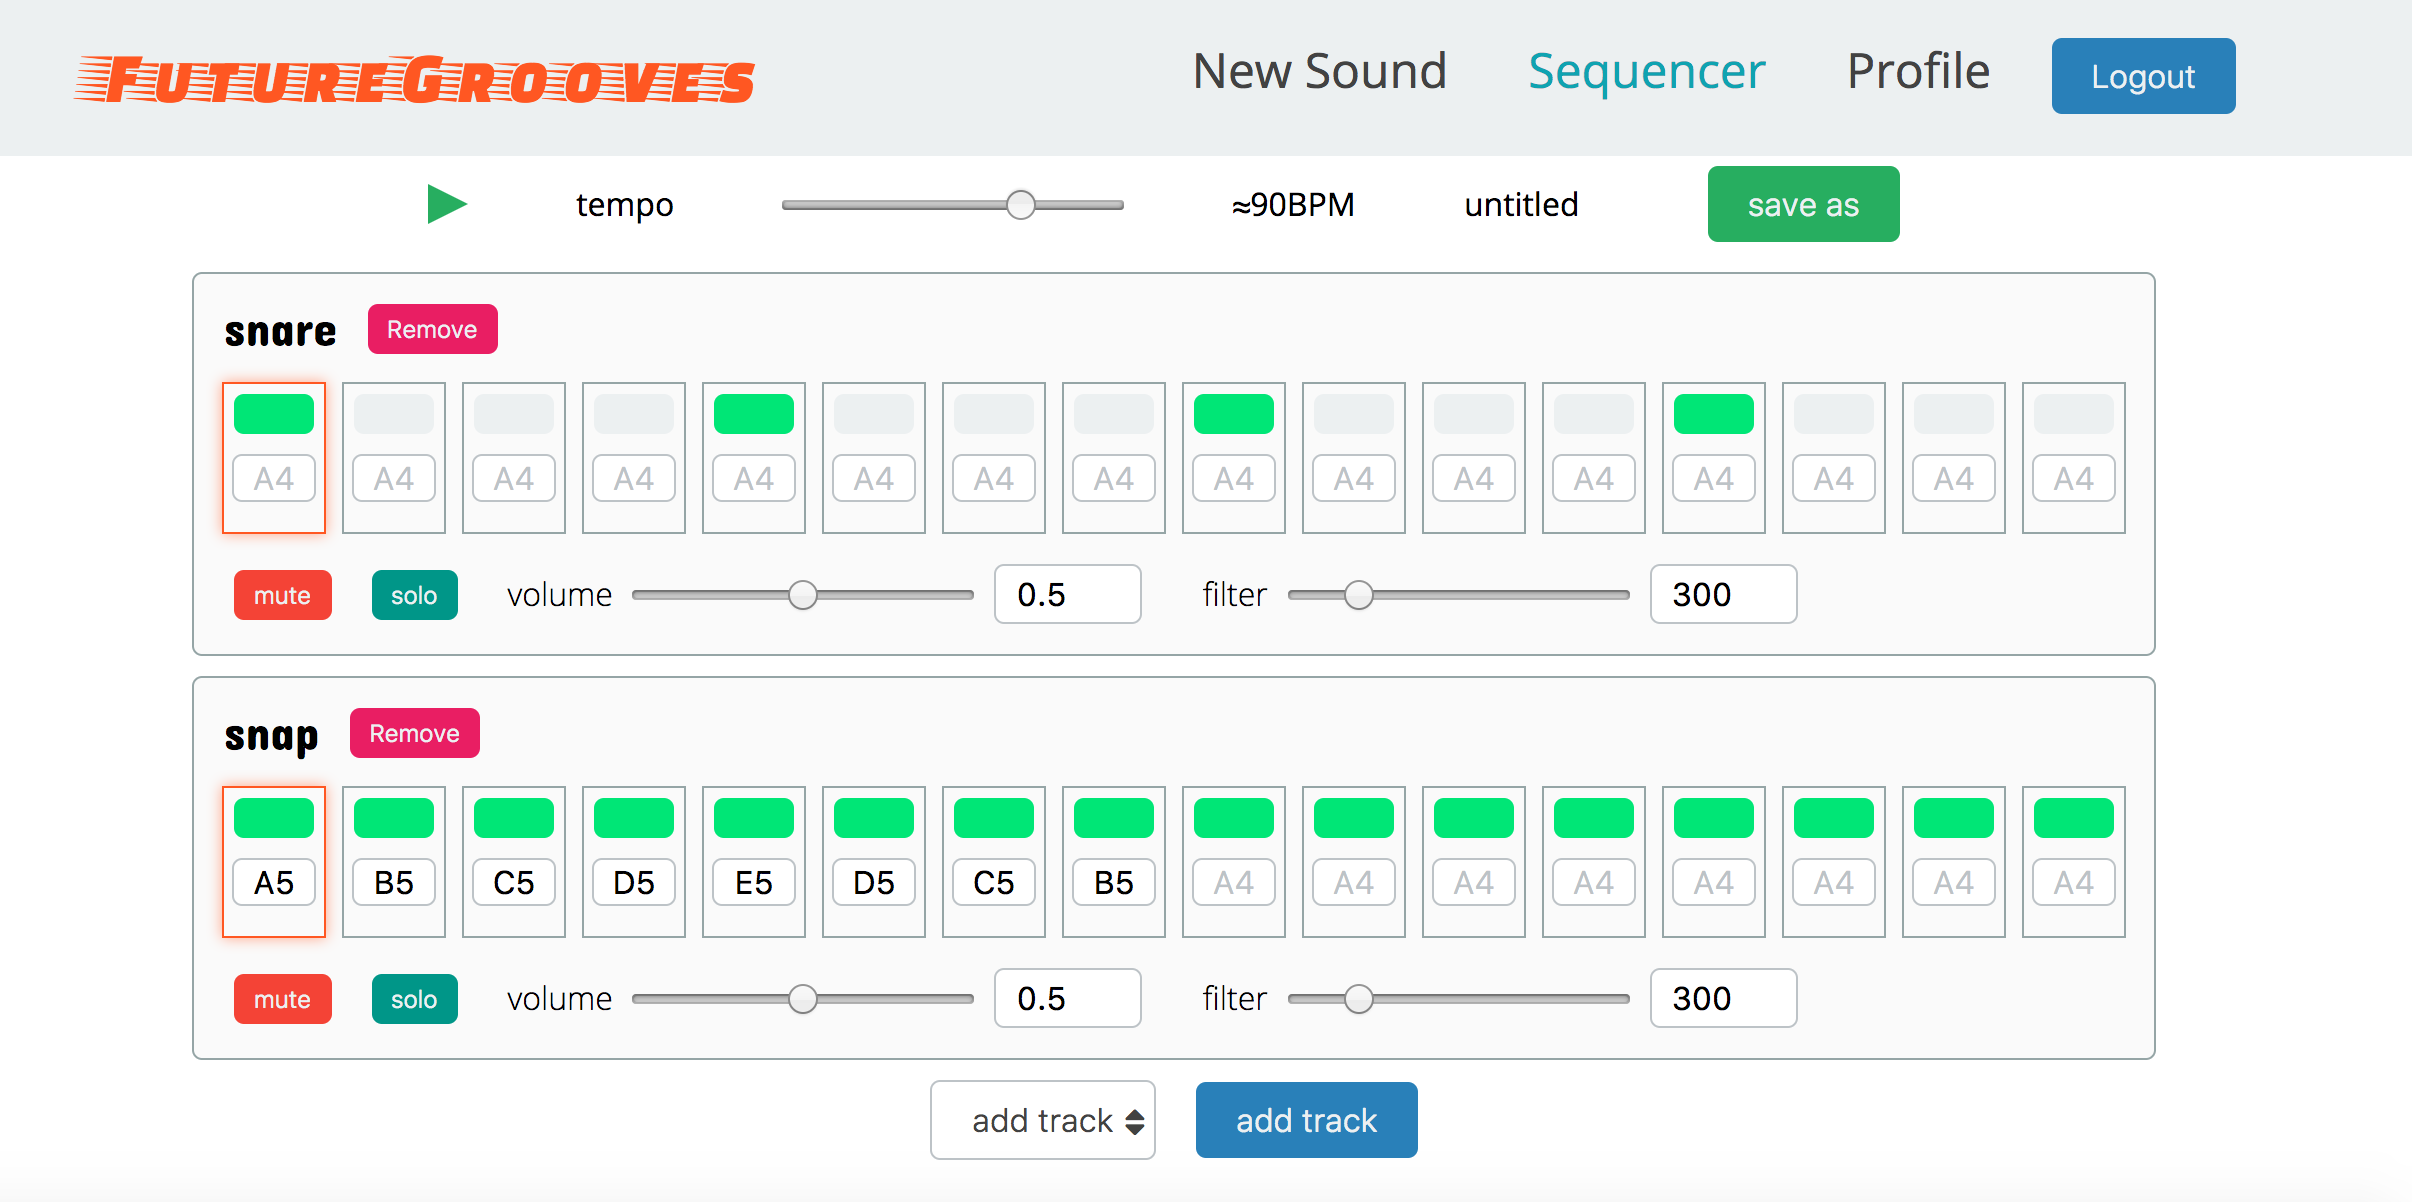 FutureGrooves New Sound Sequencer Profile Logout
tempo ≈90BPM untitled save as
snare Remove
A4 A4 A4 A4 A4 A4 A4 A4 A4 A4 A4 A4 A4 A4 A4 A4
mute solo volume 0.5 filter 300
snap Remove
A5 B5 C5 D5 E5 D5 C5 B5 A4 A4 A4 A4 A4 A4 A4 A4
mute solo volume 0.5 filter 300
add track add track